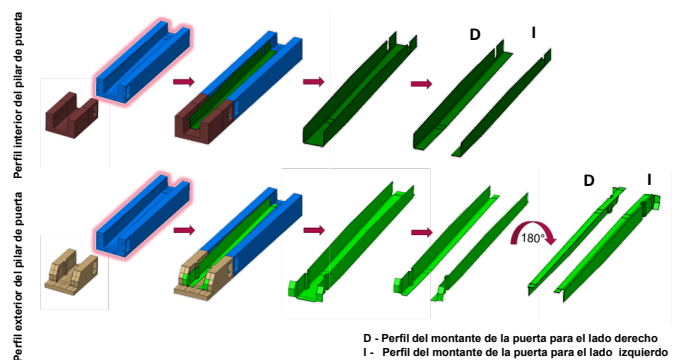 Perfil interior del pilar de puerta
D
I
Perfil exterior del pilar de puerta
D
I
180°
D - Perfil del montante de la puerta para el lado derecho
I - Perfil del montante de la puerta para el lado izquierdo